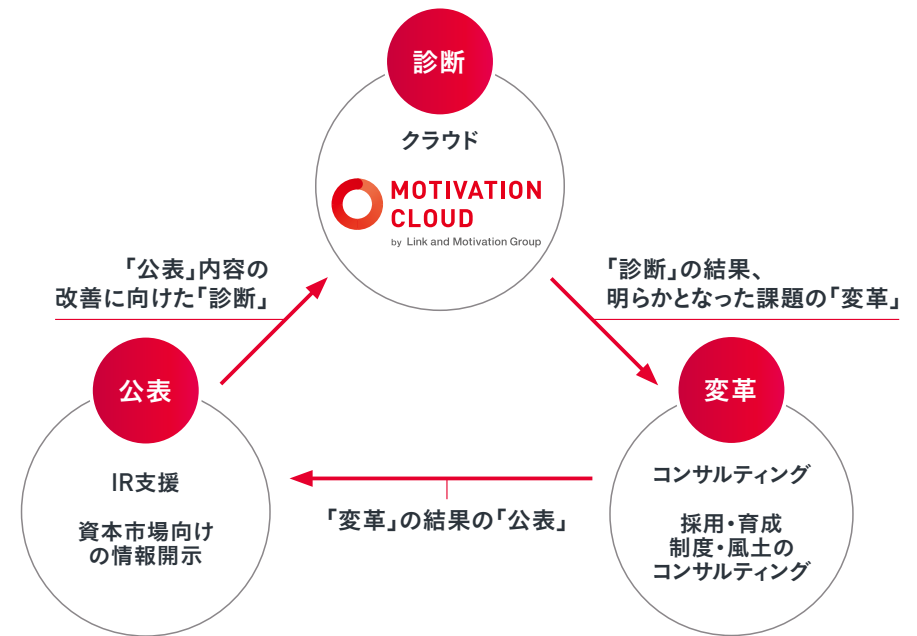 診断
クラウド
MOTIVATION
CLOUD
by Link and Motivation Group
「公表」内容の
改善に向けた「診断」
「診断」の結果、
明らかとなった課題の「変革」
公表
IR支援
資本市場向け
の情報開示
変革
コンサルティング
採用・育成
制度・風土の
コンサルティング
「変革」の結果の「公表」